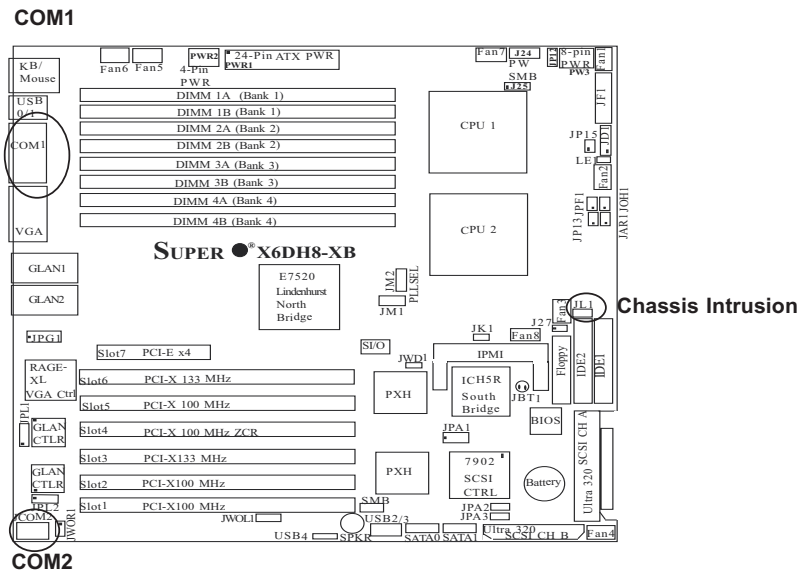 COM1
KB/
Mouse
Fan6
Fan5
PWR2
4-Pin
PWR
24-Pin ATX PWR
PWR1
Fan7
J24
PW
SMB
J25
JP12
8-pin
PWR
PW3
Fan1
USB
0/1
COM1
VGA
DIMM 1A (Bank 1)
DIMM 1B (Bank 1)
DIMM 2A (Bank 2)
DIMM 2B (Bank 2)
DIMM 3A (Bank 3)
DIMM 3B (Bank 3)
DIMM 4A (Bank 4)
DIMM 4B (Bank 4)
CPU 1
CPU 2
JF1
JP15
JD1
LE1
Fan2
JPF1
JP13
JOH1
JAR1
SUPER ●® X6DH8-XB
GLAN1
GLAN2
E7520
Lindenhurst
North
Bridge
JM2
PLLSEL
JM1
Fan3
JL1
Chassis Intrusion
J27
JK1
Fan8
JPG1
Slot7 PCI-E x4
SI/O
IPMI
JWD1
Floppy
IDE2
IDE1
RAGE-
XL
VGA Ctrl
Slot6 PCI-X 133 MHz
Slot5 PCI-X 100 MHz
Slot4 PCI-X 100 MHz ZCR
Slot3 PCI-X133 MHz
Slot2 PCI-X100 MHz
Slot1 PCI-X100 MHz
PXH
ICH5R
South
Bridge
JBT1
BIOS
JPL1
GLAN
CTLR
JPA1
Ultra 320 SCSI CH A
GLAN
CTLR
PXH
7902
SCSI
CTRL
Battery
JPL2
JCOM2
JWOR1
JWOL1
SMB
USB2/3
JPA2
JPA3
USB4
SPKR
SATA0
SATA1
Ultra 320
SCSI CH B
Fan4
COM2